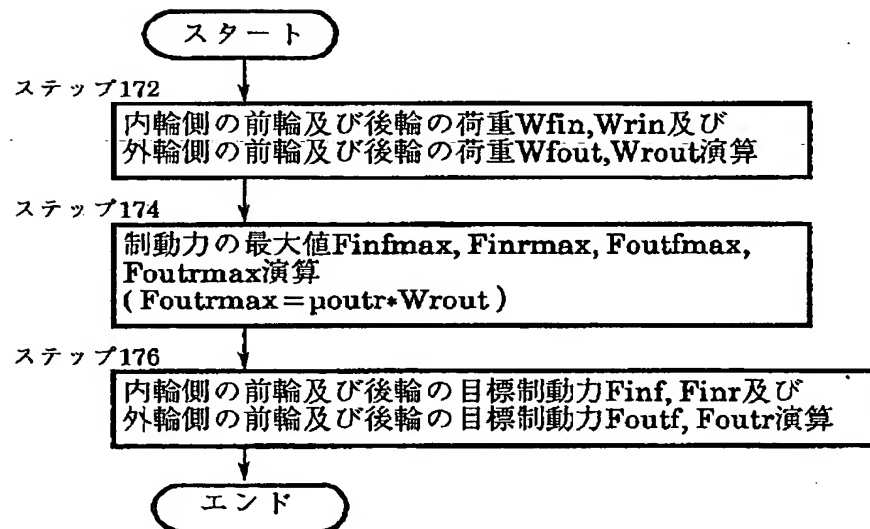 スタート
ステップ172
内輪側の前輪及び後輪の荷重Wfin,Wrin及び
外輪側の前輪及び後輪の荷重Wfout,Wrout演算
ステップ174
制動力の最大値Finfmax, Finrmax, Foutfmax,
Foutrmax演算
( Foutrmax=μoutr*Wrout )
ステップ176
内輪側の前輪及び後輪の目標制動力Finf, Finr及び
外輪側の前輪及び後輪の目標制動力Foutf, Foutr演算
エンド